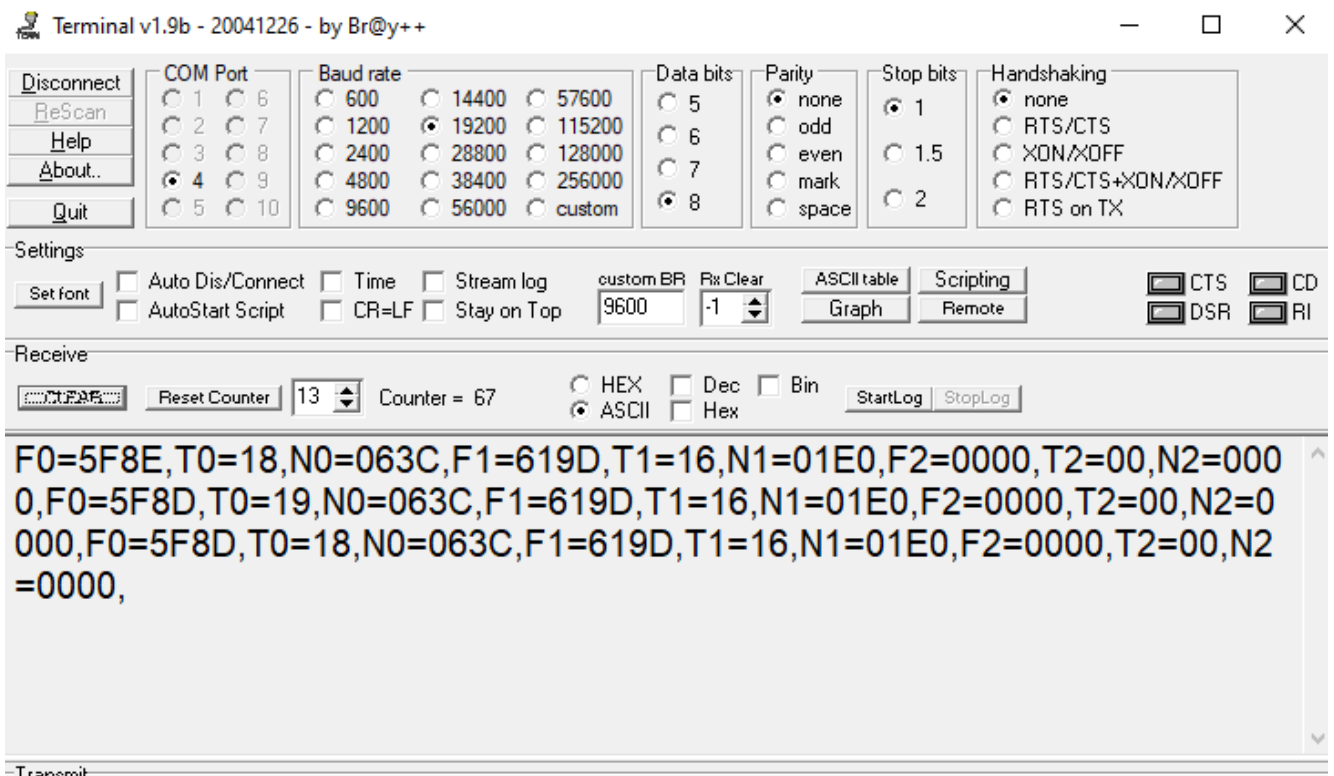 Terminal v1.9b - 20041226 - by Br@y++
Disconnect
ReScan
Help
About..
Quit
COM Port
1 6
2 7
3 8
4 9
5 10
Baud rate
600 14400 57600
1200 19200 115200
2400 28800 128000
4800 38400 256000
9600 56000 custom
Data bits
5
6
7
8
Parity
none
odd
even
mark
space
Stop bits
1
1.5
2
Handshaking
none
RTS/CTS
XON/XOFF
RTS/CTS+XON/XOFF
RTS on TX
Settings
Set font
Auto Dis/Connect Time Stream log
AutoStart Script CR=LF Stay on Top
custom BR Rx Clear
9600 -1
ASCII table Scripting
Graph Remote
CTS CD
DSR RI
Receive
CLEAR Reset Counter 13 Counter = 67
HEX Dec Bin
ASCII Hex
StartLog StopLog
F0=5F8E,T0=18,N0=063C,F1=619D,T1=16,N1=01E0,F2=0000,T2=00,N2=000
0,F0=5F8D,T0=19,N0=063C,F1=619D,T1=16,N1=01E0,F2=0000,T2=00,N2=0
000,F0=5F8D,T0=18,N0=063C,F1=619D,T1=16,N1=01E0,F2=0000,T2=00,N2
=0000,
Transmit